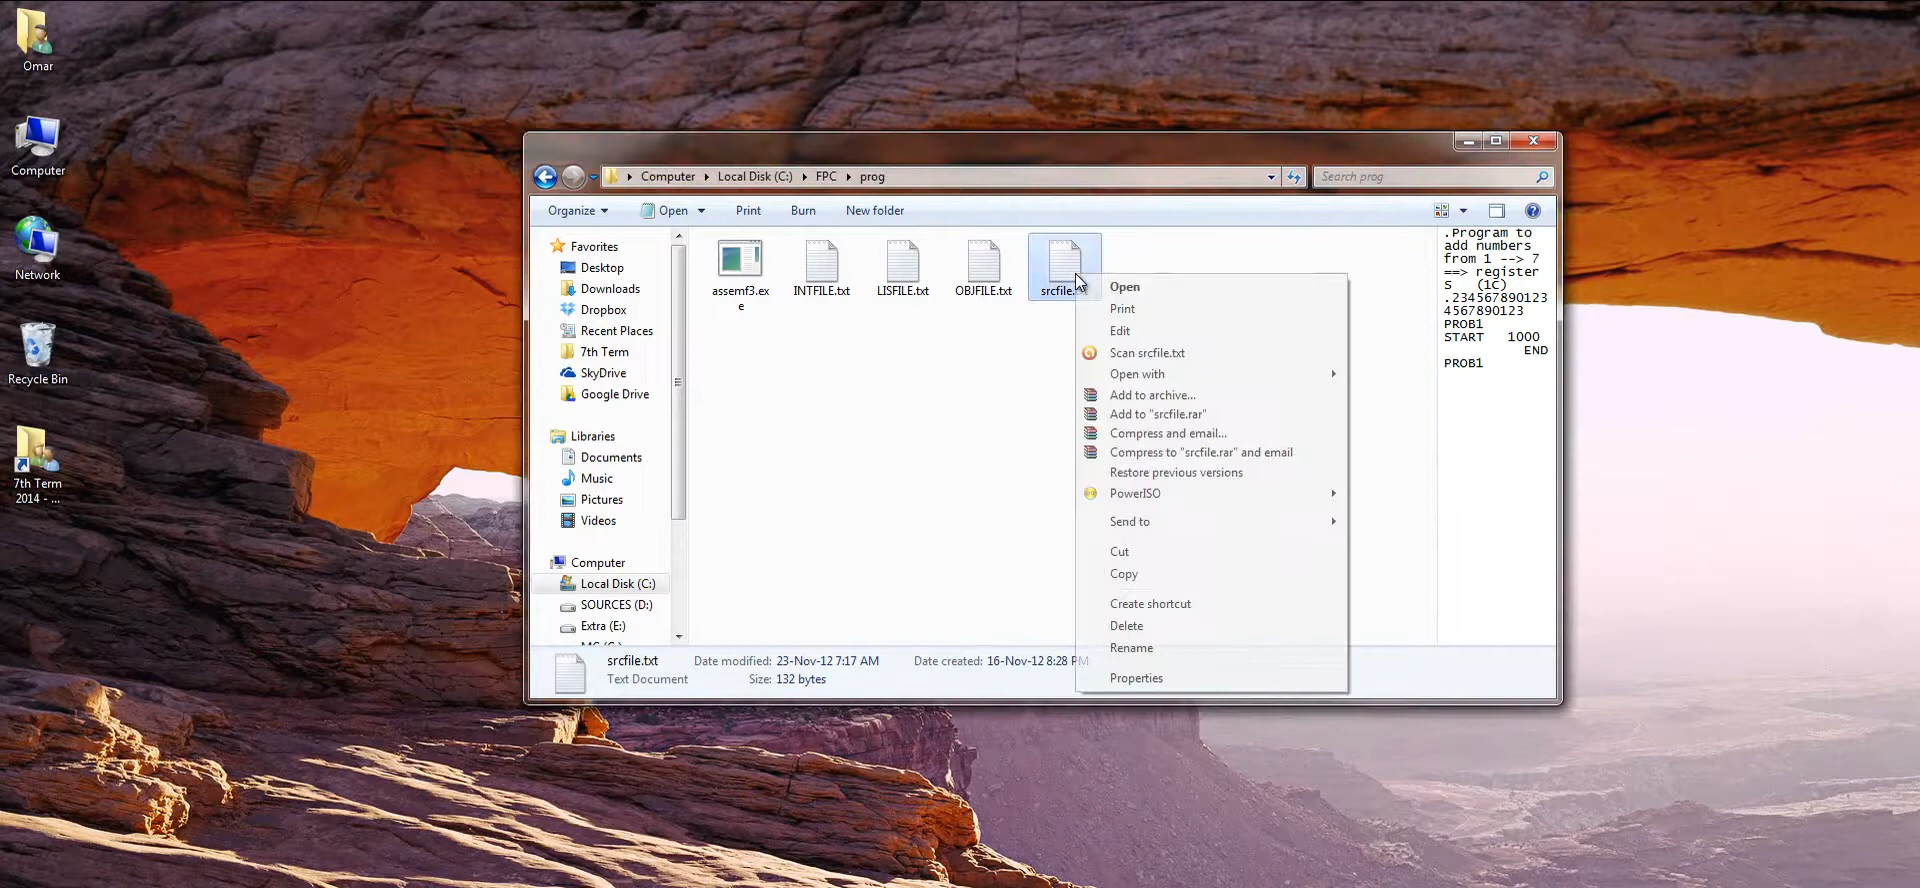 Omar
Computer
Network
Recycle Bin
7th Term
2014 - ...
Computer Local Disk (C:) FPC prog
Search prog
Organize Open Print Burn New folder
Favorites
Desktop
Downloads
Dropbox
Recent Places
7th Term
SkyDrive
Google Drive
Libraries
Documents
Music
Pictures
Videos
Computer
Local Disk (C:)
SOURCES (D:)
Extra (E:)
assemf3.ex
e
INTFILE.txt
LISFILE.txt
OBJFILE.txt
srcfile.
Open
Print
Edit
Scan srcfile.txt
Open with
Add to archive...
Add to "srcfile.rar"
Compress and email...
Compress to "srcfile.rar" and email
Restore previous versions
PowerISO
Send to
Cut
Copy
Create shortcut
Delete
Rename
Properties
.Program to
add numbers
from 1 --> 7
==> register
S (1C)
.234567890123
4567890123
PROB1
START 1000
END
PROB1
srcfile.txt Date modified: 23-Nov-12 7:17 AM Date created: 16-Nov-12 8:28 PM
Text Document Size: 132 bytes